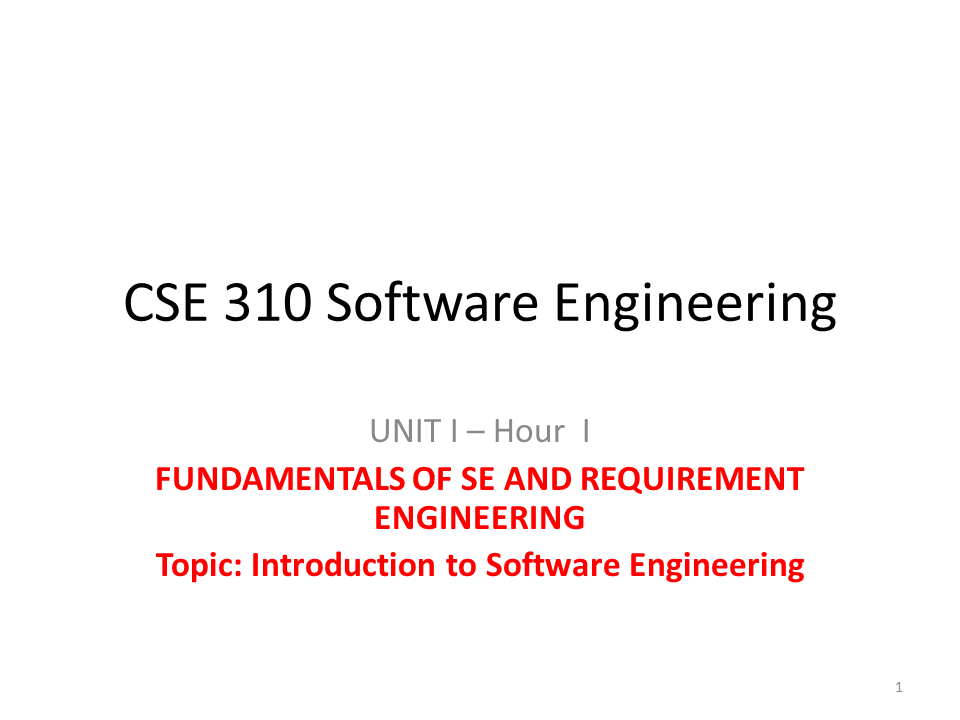 CSE 310 Software Engineering
UNIT I – Hour  I
FUNDAMENTALS OF SE AND REQUIREMENT
ENGINEERING
Topic: Introduction to Software Engineering
1